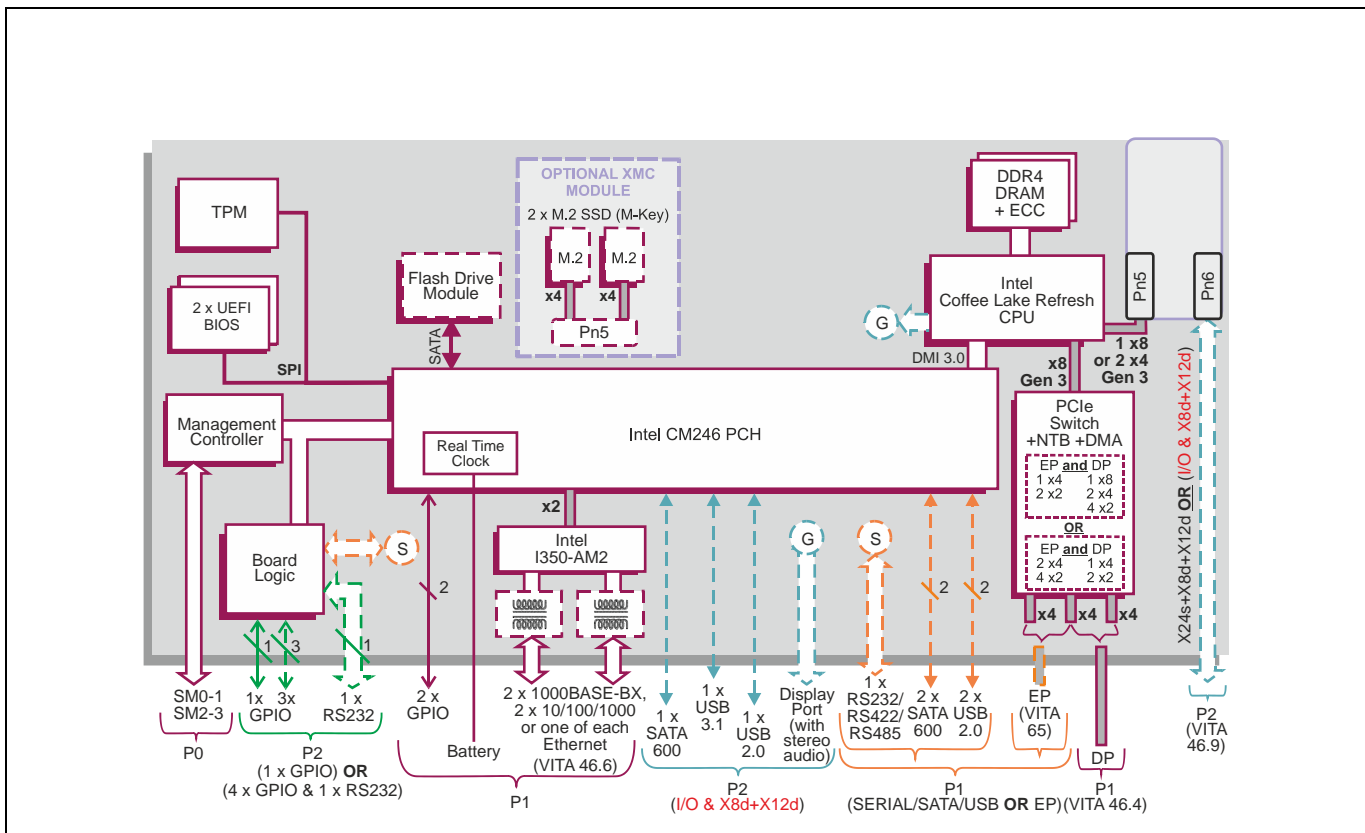 OPTIONAL XMC
MODULE
2 x M.2 SSD (M-Key)
M.2
M.2
x4
x4
Pn5
TPM
2 x UEFI
BIOS
SPI
Flash Drive
Module
SATA
DDR4
DRAM
+ ECC
Intel
Coffee Lake Refresh
CPU
G
DMI 3.0
Pn5
Pn6
1 x8
or 2 x4
Gen 3
x8
Gen 3
Management
Controller
Intel CM246 PCH
Real Time
Clock
PCIe
Switch
+NTB +DMA
EP and DP
1 x4 1 x8
2 x2 2 x4
4 x2
OR
EP and DP
2 x4 1 x4
4 x2 2 x2
x4
x4
x4
X24s+X8d+X12d OR (I/O & X8d+X12d)
x2
Intel
I350-AM2
Board
Logic
S
G
S
2
2
2
1
3
1
SM0-1
SM2-3
P0
1x
3x
GPIO
1 x
RS232
P2
(1 x GPIO) OR
(4 x GPIO & 1 x RS232)
2 x
GPIO
Battery
2 x 1000BASE-BX,
2 x 10/100/1000
or one of each
Ethernet
(VITA 46.6)
P1
1 x
SATA
600
1 x
USB
3.1
1 x
USB
2.0
Display
Port
(with
stereo
audio)
P2
(I/O & X8d+X12d)
1 x
RS232/
RS422/
RS485
2 x
SATA
600
2 x
USB
2.0
EP
(VITA
65)
P1
(SERIAL/SATA/USB OR EP)
DP
P1
(VITA 46.4)
P2
(VITA
46.9)